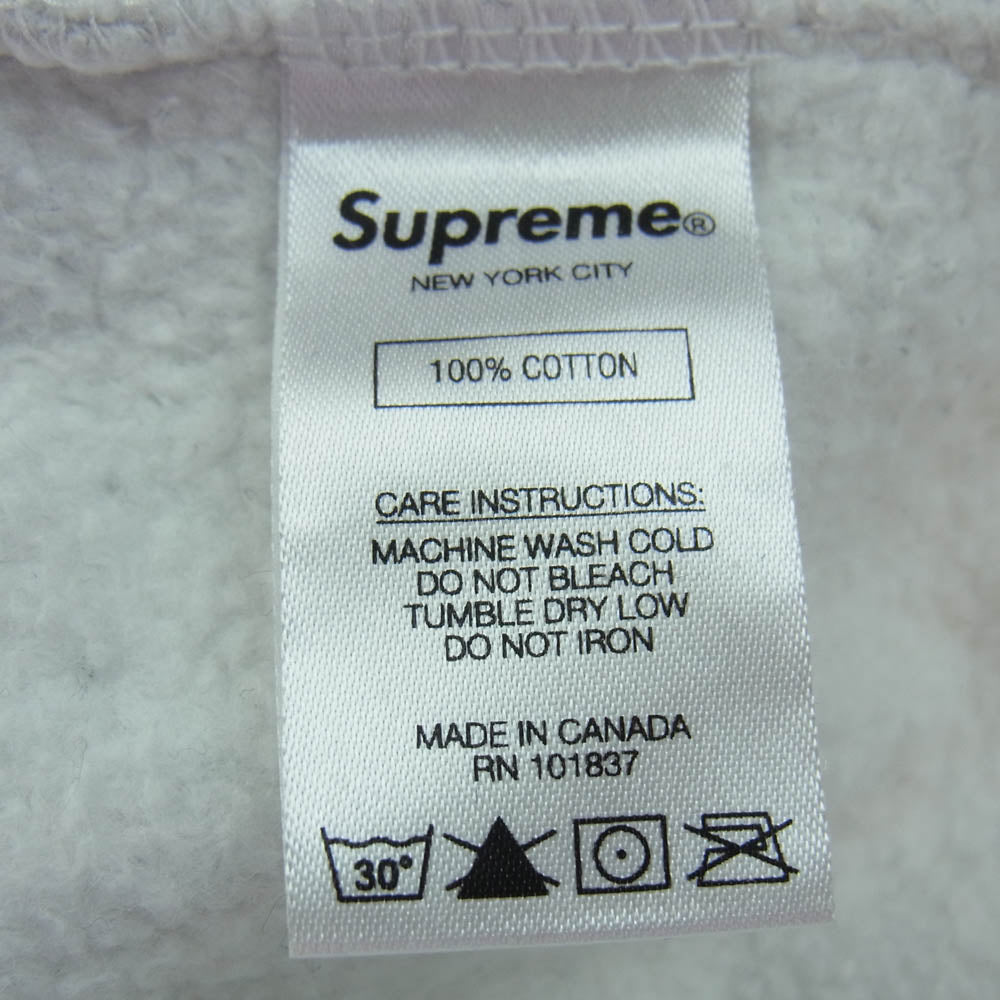 Supreme®
NEW YORK CITY
100% COTTON
CARE INSTRUCTIONS:
MACHINE WASH COLD
DO NOT BLEACH
TUMBLE DRY LOW
DO NOT IRON
MADE IN CANADA
RN 101837
30°